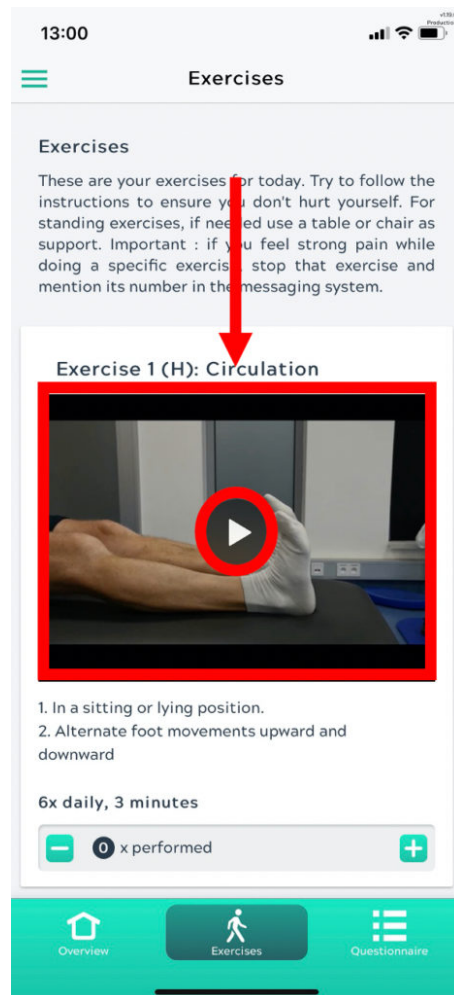 v1.19.
Productio
13:00
Exercises
Exercises
These are your exercises for today. Try to follow the
instructions to ensure you don't hurt yourself. For
standing exercises, if needed use a table or chair as
support. Important : if you feel strong pain while
doing a specific exercise, stop that exercise and
mention its number in the messaging system.
Exercise 1 (H): Circulation
1. In a sitting or lying position.
2. Alternate foot movements upward and
downward
6x daily, 3 minutes
0 x performed
Overview
Exercises
Questionnaire